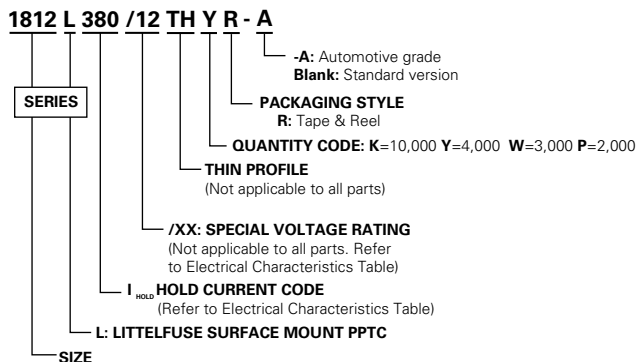 1812 L 380 /12 TH Y R - A
-A: Automotive grade
Blank: Standard version
SERIES
PACKAGING STYLE
R: Tape & Reel
QUANTITY CODE: K=10,000 Y=4,000 W=3,000 P=2,000
THIN PROFILE
(Not applicable to all parts)
/XX: SPECIAL VOLTAGE RATING
(Not applicable to all parts. Refer
to Electrical Characteristics Table)
I HOLD HOLD CURRENT CODE
(Refer to Electrical Characteristics Table)
L: LITTELFUSE SURFACE MOUNT PPTC
SIZE